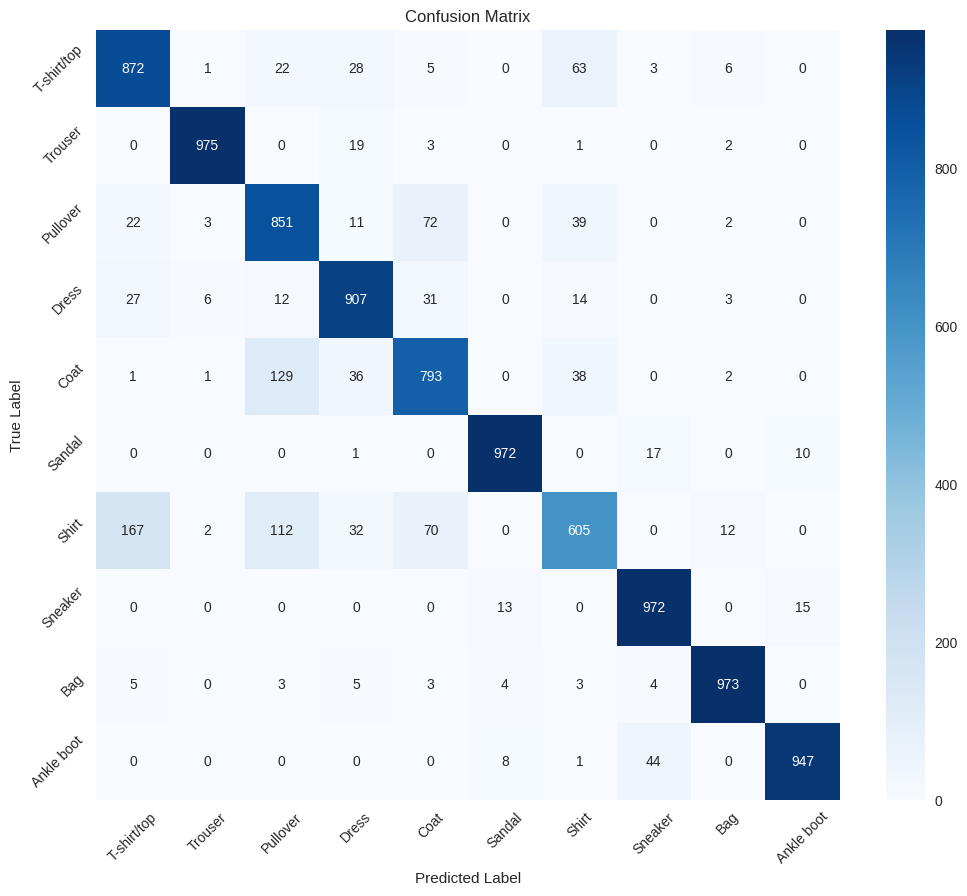 Confusion Matrix
True Label
T-shirt/top 872 1 22 28 5 0 63 3 6 0
Trouser 0 975 0 19 3 0 1 0 2 0
Pullover 22 3 851 11 72 0 39 0 2 0
Dress 27 6 12 907 31 0 14 0 3 0
Coat 1 1 129 36 793 0 38 0 2 0
Sandal 0 0 0 1 0 972 0 17 0 10
Shirt 167 2 112 32 70 0 605 0 12 0
Sneaker 0 0 0 0 0 13 0 972 0 15
Bag 5 0 3 5 3 4 3 4 973 0
Ankle boot 0 0 0 0 0 8 1 44 0 947
T-shirt/top Trouser Pullover Dress Coat Sandal Shirt Sneaker Bag Ankle boot
Predicted Label
800
600
400
200
0